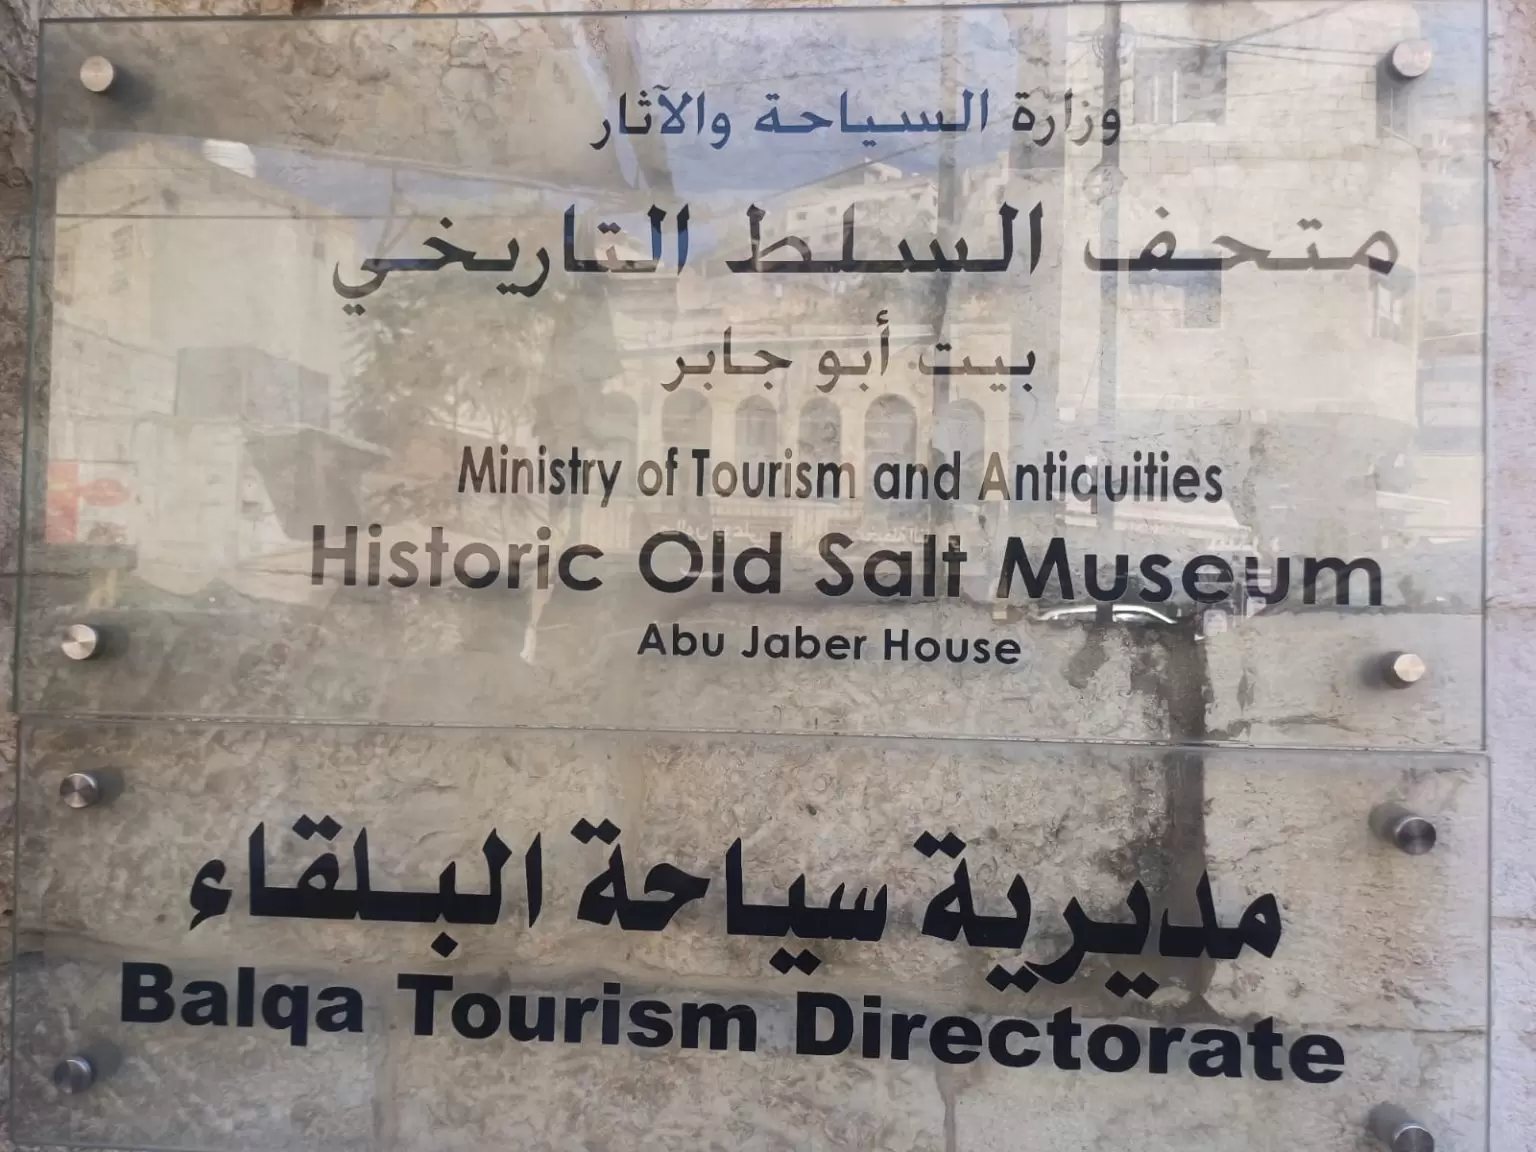 وزارة السياحة والآثار
متحف السلط التاريخي
بيت أبو جابر
Ministry of Tourism and Antiquities
Historic Old Salt Museum
Abu Jaber House
مديرية سياحة البلقاء
Balqa Tourism Directorate